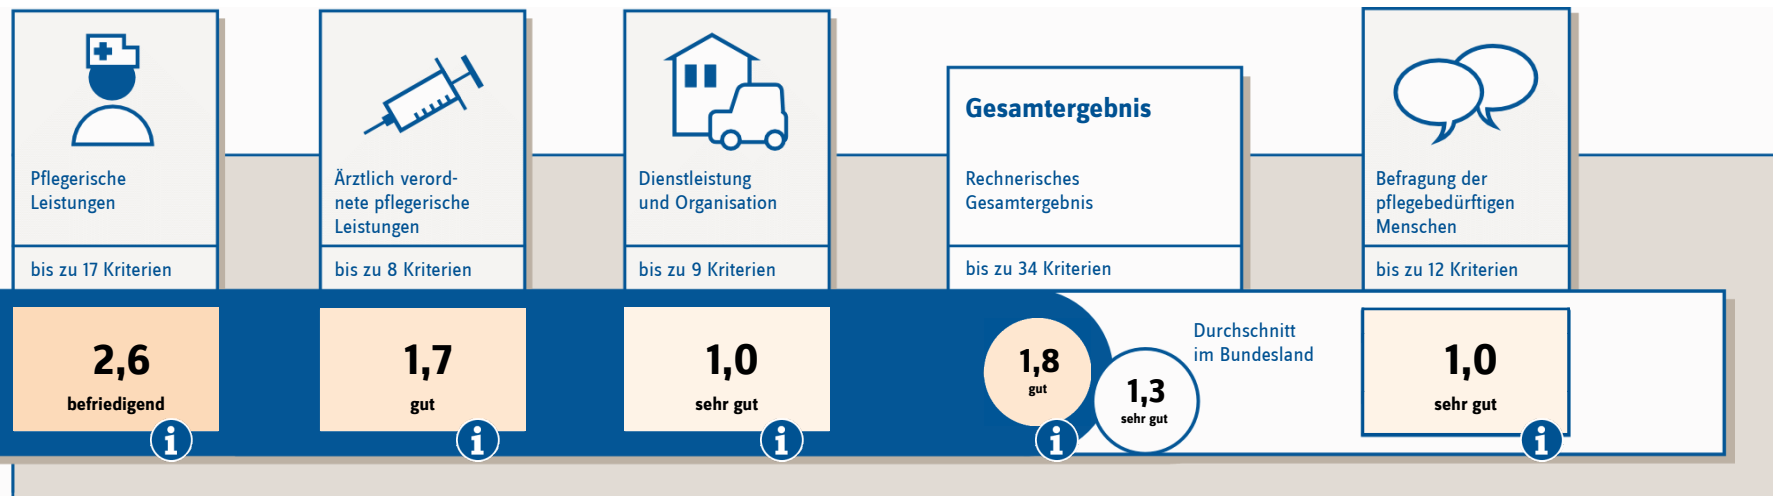 Pflegerische
Leistungen
bis zu 17 Kriterien
2,6
befriedigend
i
Ärztlich verord-
nete pflegerische
Leistungen
bis zu 8 Kriterien
1,7
gut
i
Dienstleistung
und Organisation
bis zu 9 Kriterien
1,0
sehr gut
i
Gesamtergebnis
Rechnerisches
Gesamtergebnis
bis zu 34 Kriterien
1,8
gut
i
1,3
sehr gut
Durchschnitt
im Bundesland
Befragung der
pflegebedürftigen
Menschen
bis zu 12 Kriterien
1,0
sehr gut
i